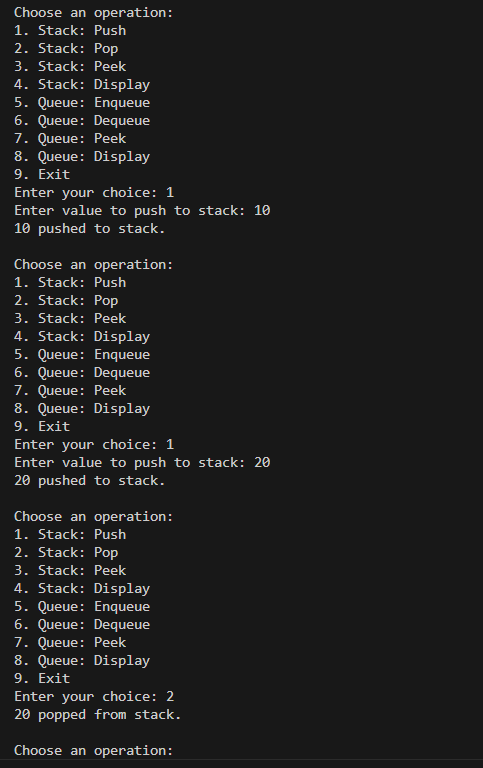 Choose an operation:
1. Stack: Push
2. Stack: Pop
3. Stack: Peek
4. Stack: Display
5. Queue: Enqueue
6. Queue: Dequeue
7. Queue: Peek
8. Queue: Display
9. Exit
Enter your choice: 1
Enter value to push to stack: 10
10 pushed to stack.
Choose an operation:
1. Stack: Push
2. Stack: Pop
3. Stack: Peek
4. Stack: Display
5. Queue: Enqueue
6. Queue: Dequeue
7. Queue: Peek
8. Queue: Display
9. Exit
Enter your choice: 1
Enter value to push to stack: 20
20 pushed to stack.
Choose an operation:
1. Stack: Push
2. Stack: Pop
3. Stack: Peek
4. Stack: Display
5. Queue: Enqueue
6. Queue: Dequeue
7. Queue: Peek
8. Queue: Display
9. Exit
Enter your choice: 2
20 popped from stack.
Choose an operation: